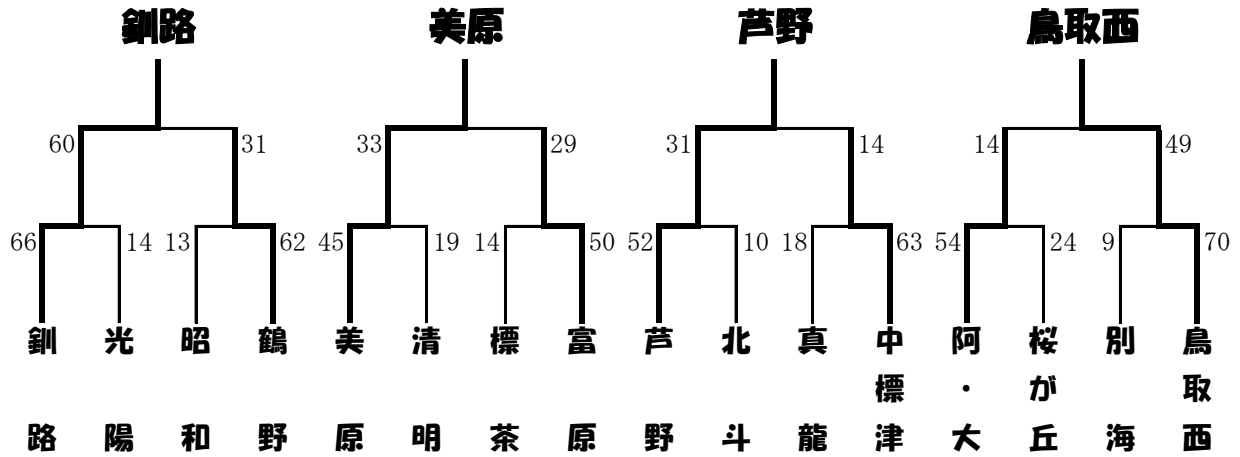 釧路 美原 芦野 鳥取西
60 31 33 29 31 14 14 49
66 14 13 62 45 19 14 50 52 10 18 63 54 24 9 70
釧路
光陽
昭和
鶴野
美原
清明
標茶
富原
芦野
北斗
真龍
中標津
阿・大
桜が丘
別海
鳥取西